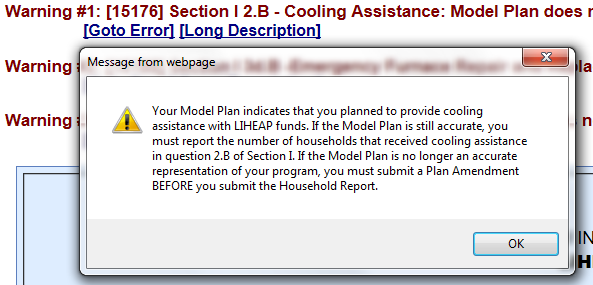 Warning #1: [15176] Section I 2.B - Cooling Assistance: Model Plan does
[Goto Error] [Long Description]
Message from webpage
Warning
Your Model Plan indicates that you planned to provide cooling
assistance with LIHEAP funds. If the Model Plan is still accurate, you
must report the number of households that received cooling assistance
in question 2.B of Section I. If the Model Plan is no longer an accurate
representation of your program, you must submit a Plan Amendment
BEFORE you submit the Household Report.
Warning
OK
IN
H